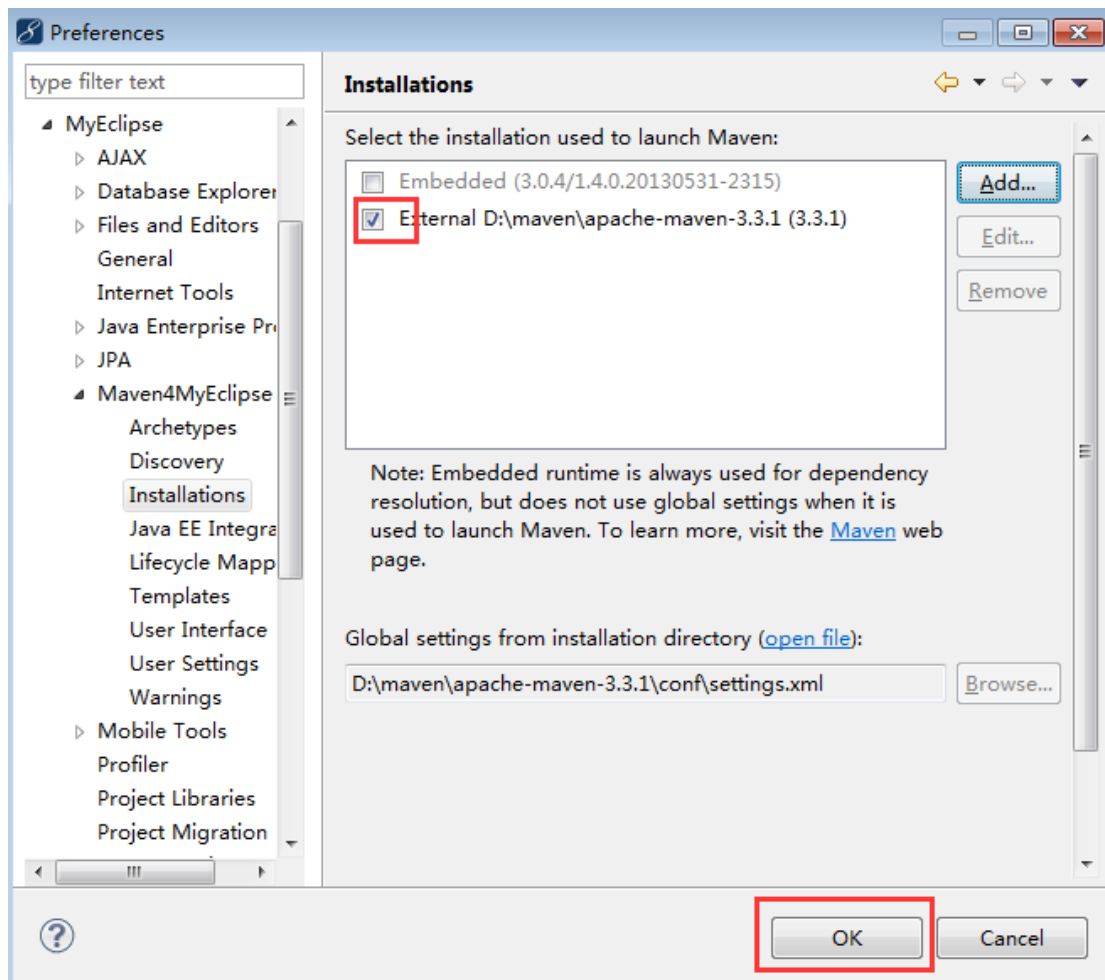 Preferences
type filter text
MyEclipse
AJAX
Database Explorer
Files and Editors
General
Internet Tools
Java Enterprise Pr
JPA
Maven4MyEclipse
Archetypes
Discovery
Installations
Java EE Integra
Lifecycle Mapp
Templates
User Interface
User Settings
Warnings
Mobile Tools
Profiler
Project Libraries
Project Migration
Installations
Select the installation used to launch Maven:
Embedded (3.0.4/1.4.0.20130531-2315)
External D:\maven\apache-maven-3.3.1 (3.3.1)
Add...
Edit...
Remove
Note: Embedded runtime is always used for dependency
resolution, but does not use global settings when it is
used to launch Maven. To learn more, visit the Maven web
page.
Global settings from installation directory (open file):
D:\maven\apache-maven-3.3.1\conf\settings.xml
Browse...
OK
Cancel